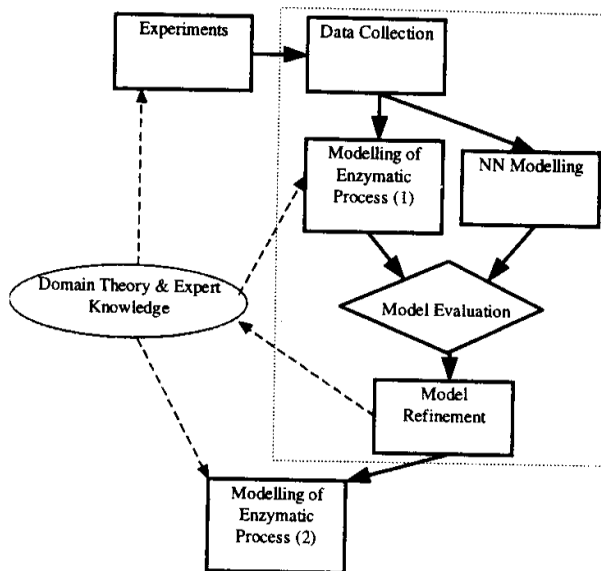 Experiments
Data Collection
Modelling of
Enzymatic
Process (1)
NN Modelling
Domain Theory & Expert
Knowledge
Model Evaluation
Model
Refinement
Modelling of
Enzymatic
Process (2)